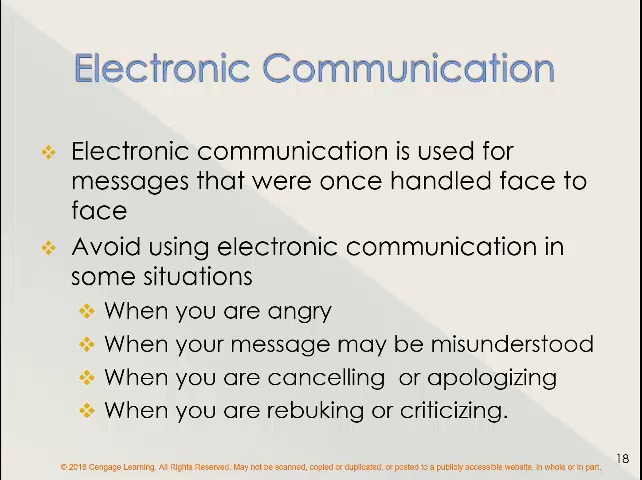 Electronic Communication
Electronic communication is used for
messages that were once handled face to
face
Avoid using electronic communication in
some situations
When you are angry
When your message may be misunderstood
When you are cancelling or apologizing
When you are rebuking or criticizing.
18
© 2016 Cengage Learning. All Rights Reserved. May not be scanned, copied or duplicated, or posted to a publicly accessible website, in whole or in part.